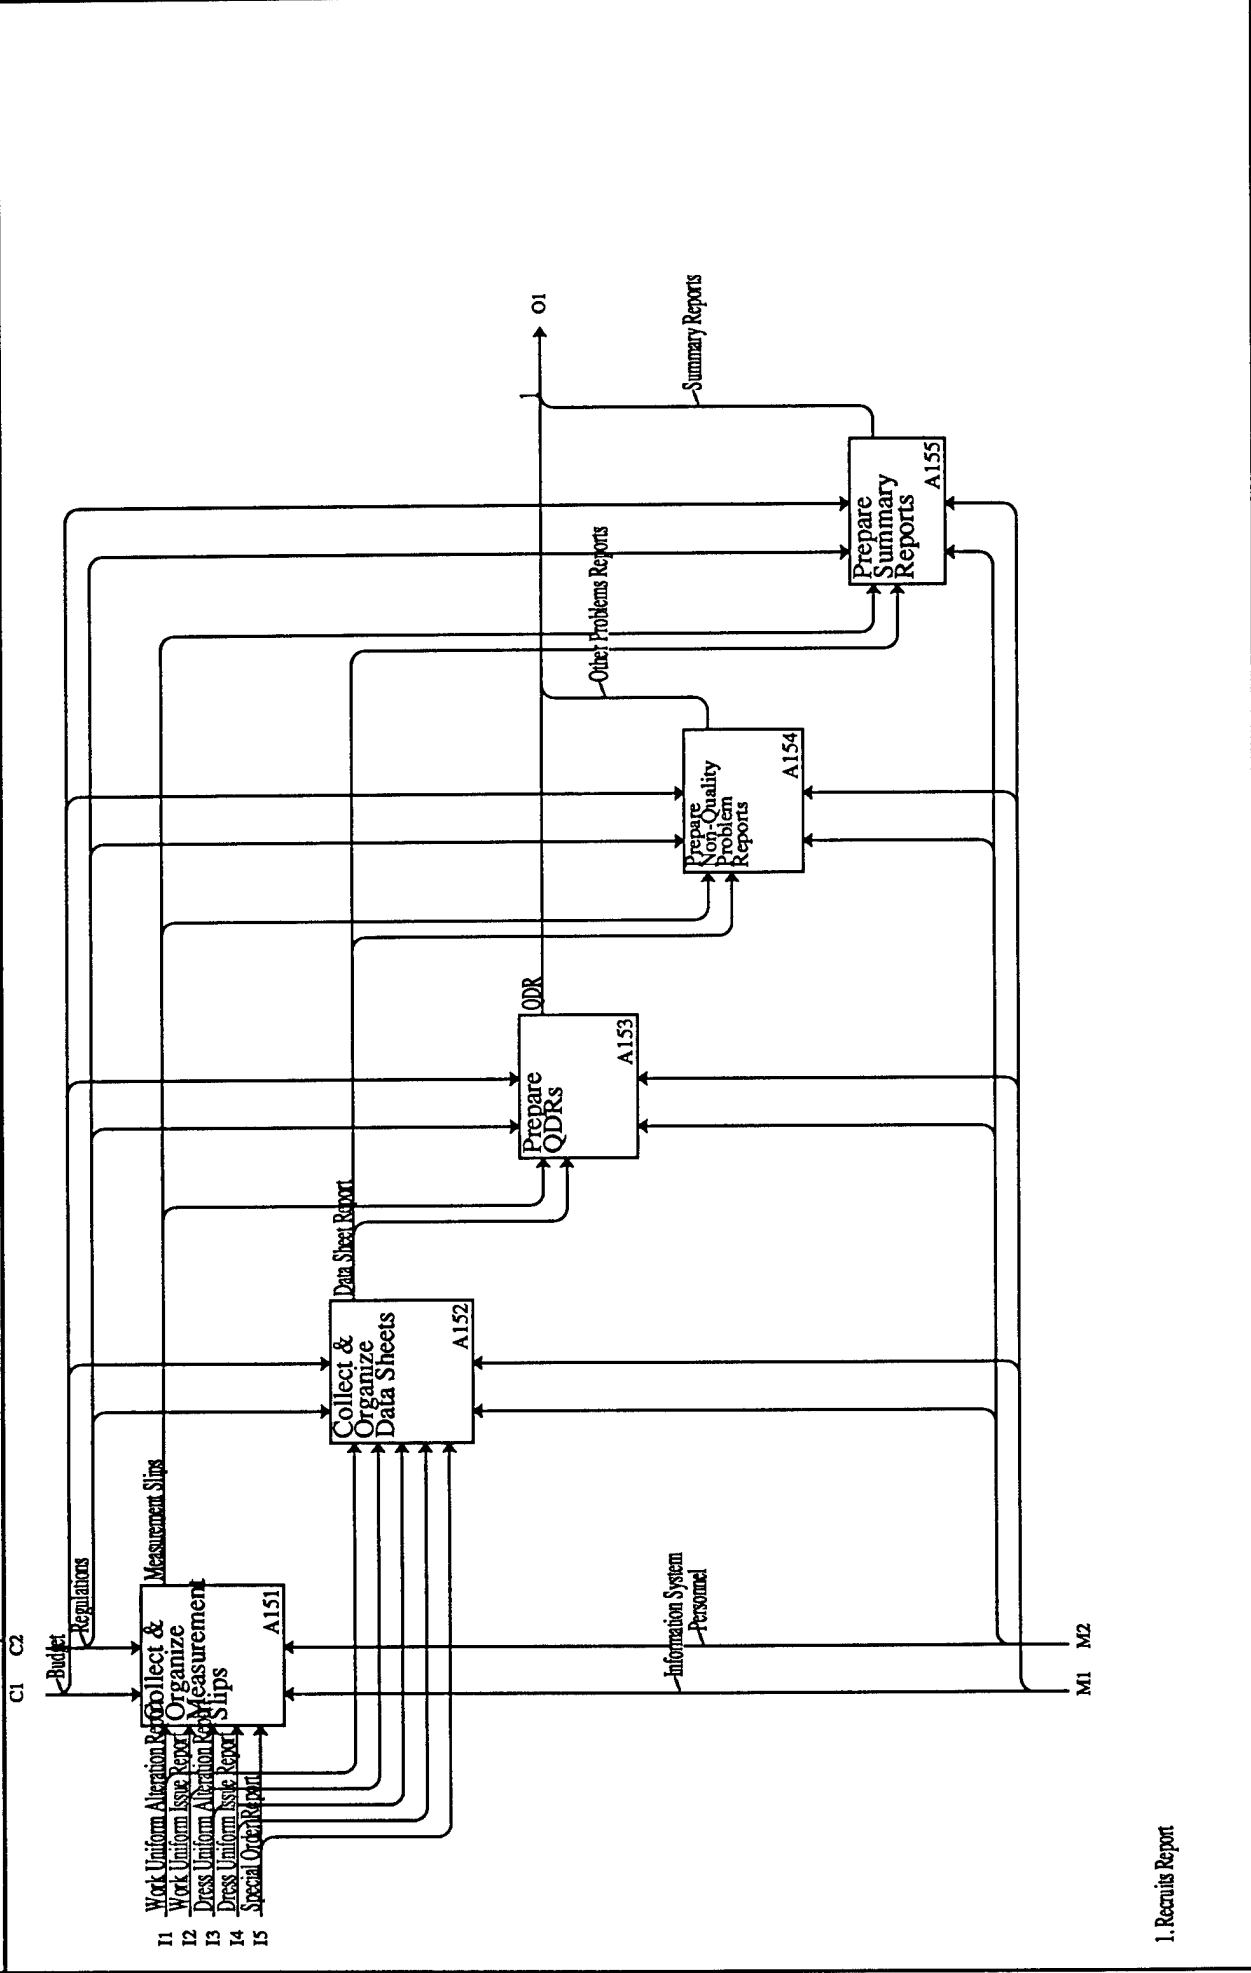 C1
C2
Budget
Regulations
I1
Work Uniform Alteration Report
I2
Work Uniform Issue Report
I3
Dress Uniform Alteration Report
I4
Dress Uniform Issue Report
I5
Special Order Report
Collect &
Organize
Measurement
Slips
A151
Measurement Slips
Collect &
Organize
Data Sheets
A152
Data Sheet Report
Prepare
QDRs
A153
QDR
Prepare
Non-Quality
Problem
Reports
A154
Other Problems Reports
Prepare
Summary
Reports
A155
Summary Reports
1
O1
Information System
Personnel
M1
M2
1. Recruits Report